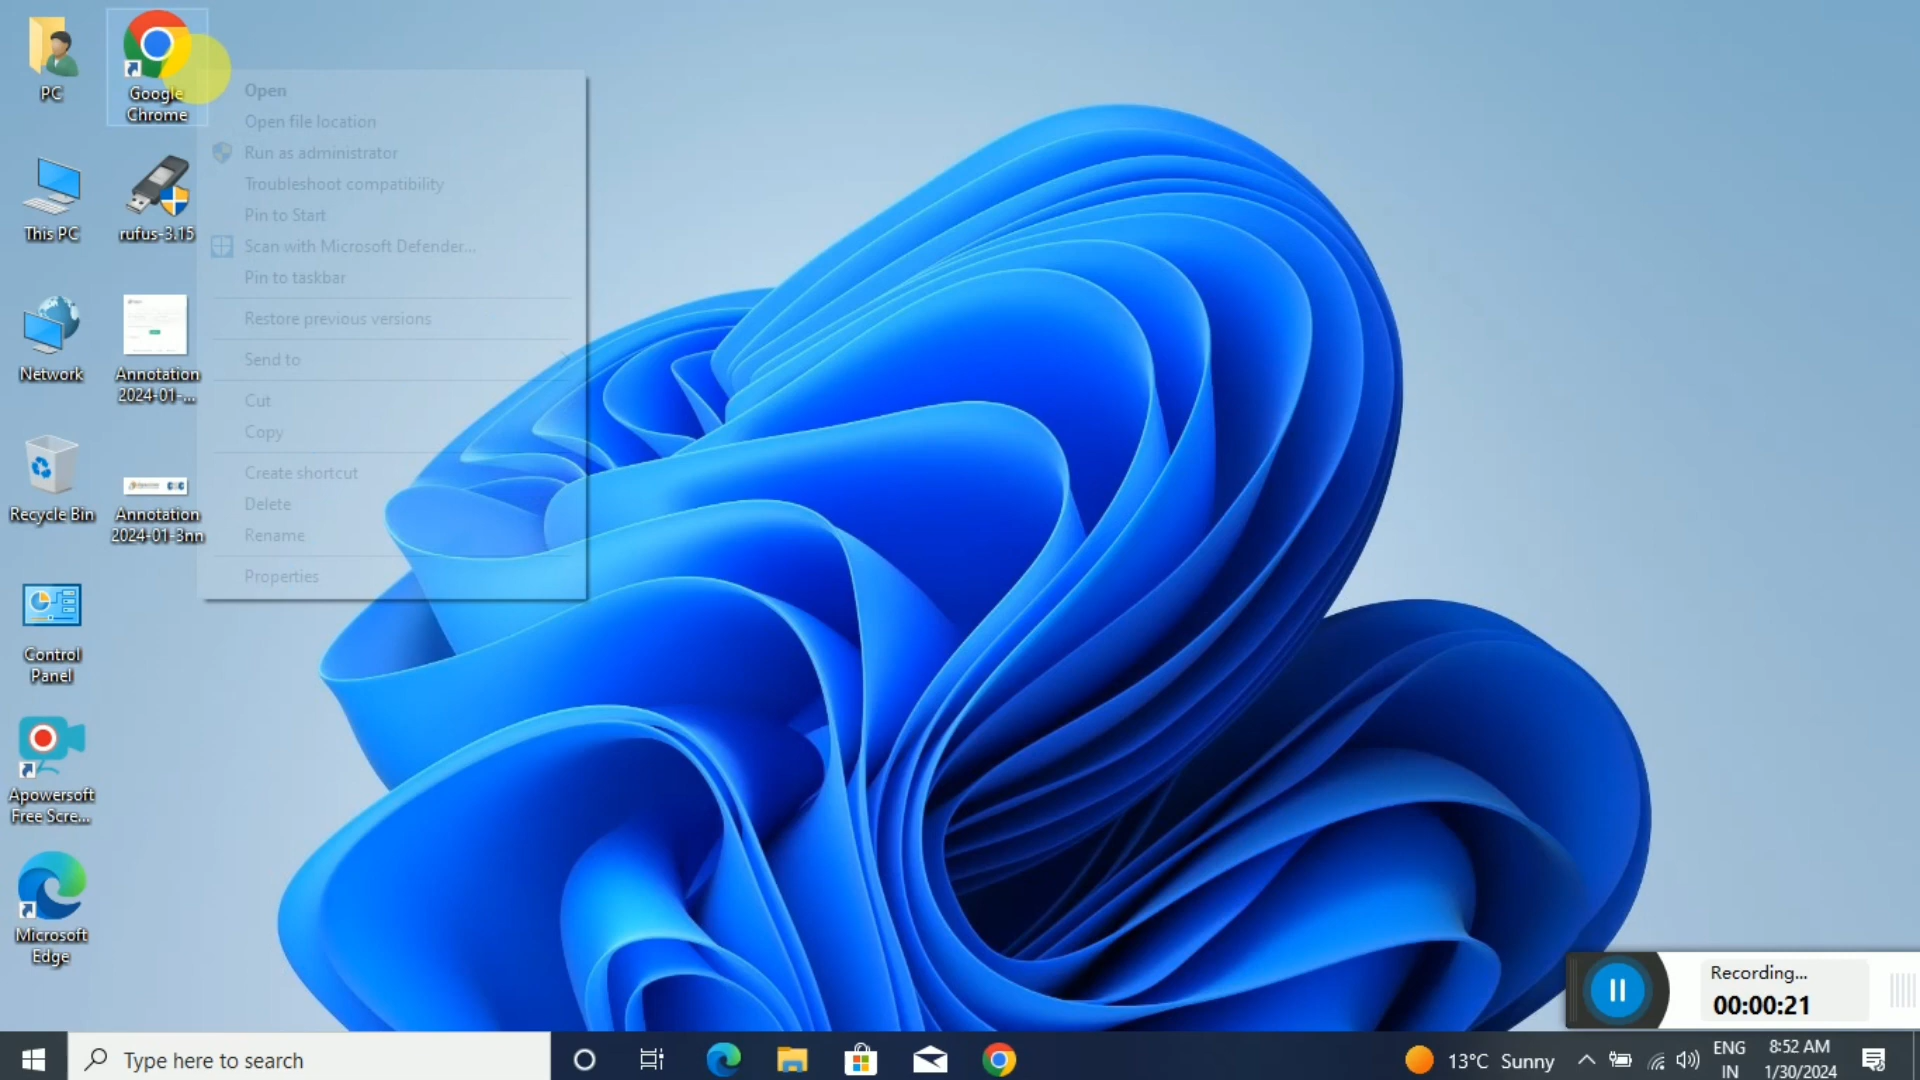 PC
Google
Chrome
This PC
rufus-3.15
Network
Annotation
2024-01-...
Recycle Bin
Annotation
2024-01-3nn
Control
Panel
Apowersoft
Free Scre...
Microsoft
Edge
Open
Open file location
Run as administrator
Troubleshoot compatibility
Pin to Start
Scan with Microsoft Defender...
Pin to taskbar
Restore previous versions
Send to
Cut
Copy
Create shortcut
Delete
Rename
Properties
Recording...
00:00:21
Type here to search
13°C Sunny
ENG
IN
8:52 AM
1/30/2024